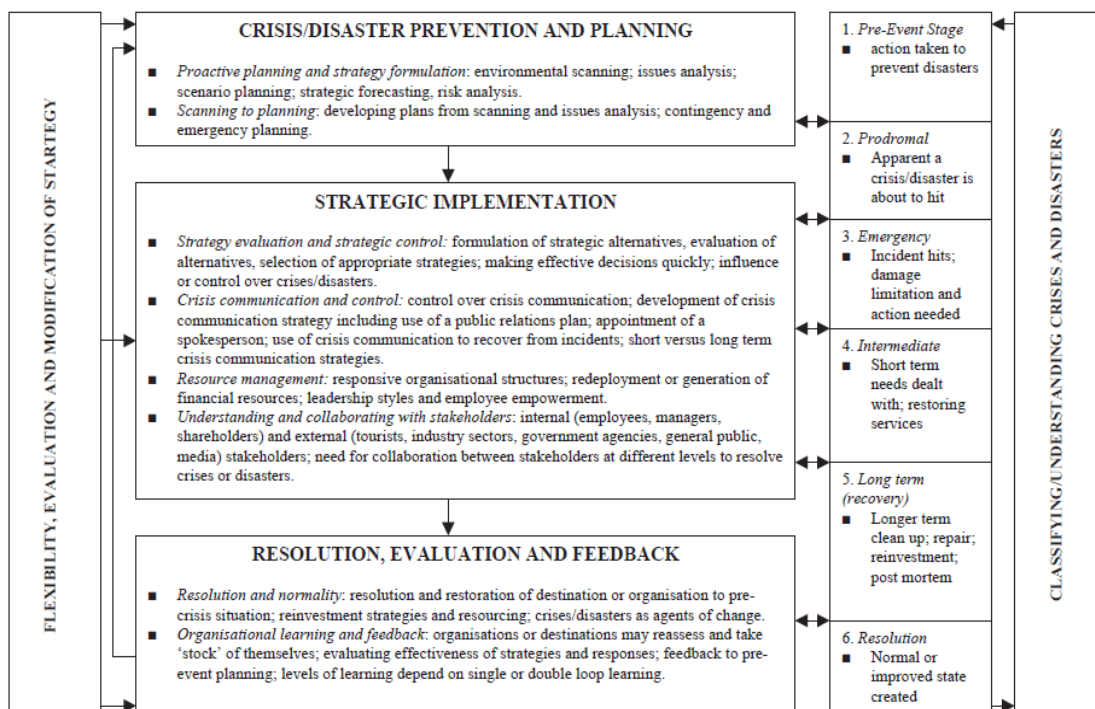 FLEXIBILITY, EVALUATION AND MODIFICATION OF STARTEGY
CRISIS/DISASTER PREVENTION AND PLANNING
■ Proactive planning and strategy formulation: environmental scanning; issues analysis;
scenario planning; strategic forecasting, risk analysis.
■ Scanning to planning: developing plans from scanning and issues analysis; contingency and
emergency planning.
STRATEGIC IMPLEMENTATION
■ Strategy evaluation and strategic control: formulation of strategic alternatives, evaluation of
alternatives, selection of appropriate strategies; making effective decisions quickly; influence
or control over crises/disasters.
■ Crisis communication and control: control over crisis communication; development of crisis
communication strategy including use of a public relations plan; appointment of a
spokesperson; use of crisis communication to recover from incidents; short versus long term
crisis communication strategies.
■ Resource management: responsive organisational structures; redeployment or generation of
financial resources; leadership styles and employee empowerment.
■ Understanding and collaborating with stakeholders: internal (employees, managers,
shareholders) and external (tourists, industry sectors, government agencies, general public,
media) stakeholders; need for collaboration between stakeholders at different levels to resolve
crises or disasters.
RESOLUTION, EVALUATION AND FEEDBACK
■ Resolution and normality: resolution and restoration of destination or organisation to pre-
crisis situation; reinvestment strategies and resourcing; crises/disasters as agents of change.
■ Organisational learning and feedback: organisations or destinations may reassess and take
‘stock’ of themselves; evaluating effectiveness of strategies and responses; feedback to pre-
event planning; levels of learning depend on single or double loop learning.
1. Pre-Event Stage
■ action taken to
prevent disasters
2. Prodromal
■ Apparent a
crisis/disaster is
about to hit
3. Emergency
■ Incident hits;
damage
limitation and
action needed
4. Intermediate
■ Short term
needs dealt
with; restoring
services
5. Long term
(recovery)
■ Longer term
clean up; repair;
reinvestment;
post mortem
6. Resolution
■ Normal or
improved state
created
CLASSIFYING/UNDERSTANDING CRISES AND DISASTERS